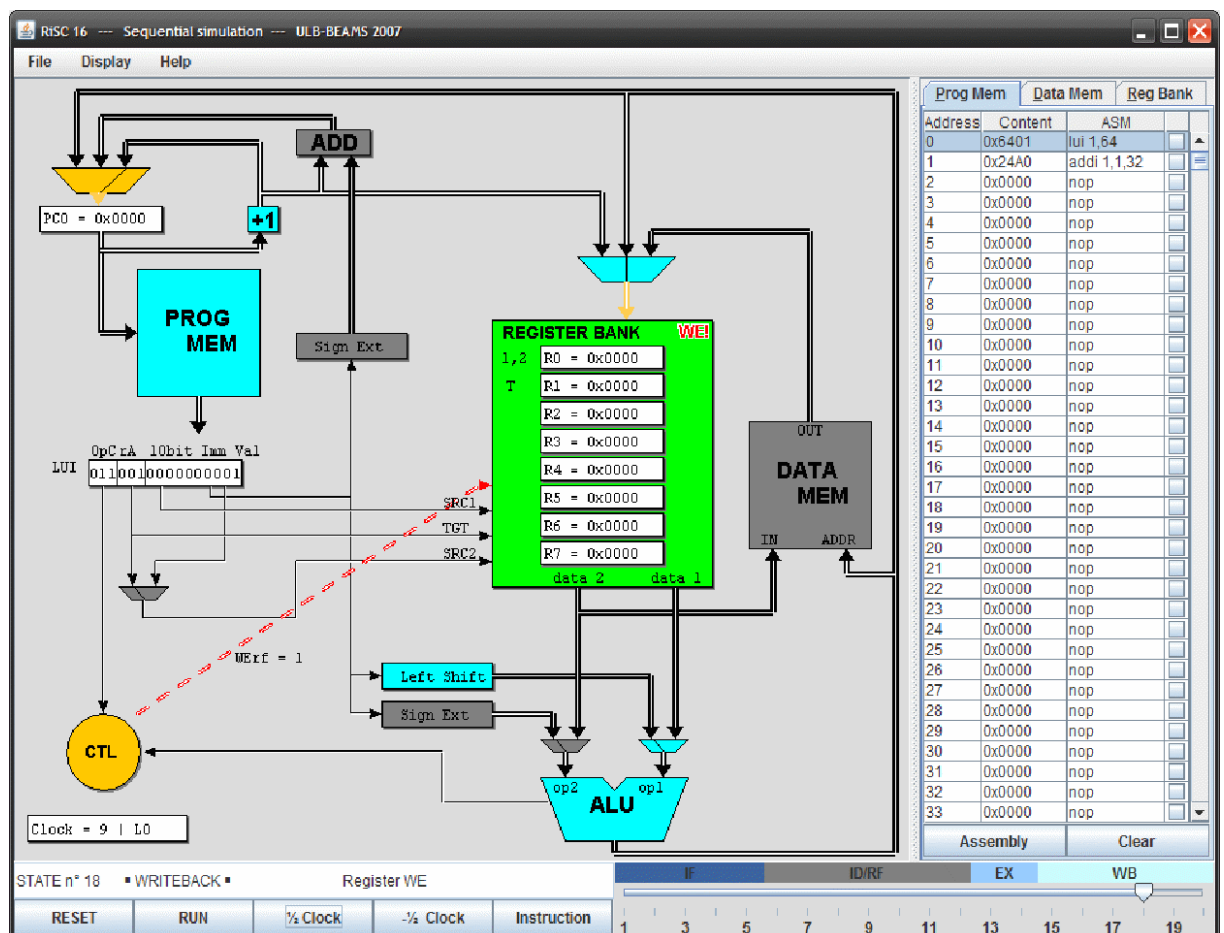 RiSC 16 --- Sequential simulation --- ULB-BEAMS 2007
File Display Help
ADD
PC0 = 0x0000
+1
PROG
MEM
Sign Ext
REGISTER BANK WE!
1,2 R0 = 0x0000
T R1 = 0x0000
R2 = 0x0000
R3 = 0x0000
R4 = 0x0000
R5 = 0x0000
R6 = 0x0000
R7 = 0x0000
data 2 data 1
OUT
DATA
MEM
IN ADDR
OpC rA 10bit Imm Val
LUI 0110010000000001
SRC1
TGT
SRC2
WErf = 1
Left Shift
Sign Ext
CTL
op2 op1
ALU
Clock = 9 | L0
Prog Mem Data Mem Reg Bank
Address Content ASM
0 0x6401 lui 1,64
1 0x24A0 addi 1,1,32
2 0x0000 nop
3 0x0000 nop
4 0x0000 nop
5 0x0000 nop
6 0x0000 nop
7 0x0000 nop
8 0x0000 nop
9 0x0000 nop
10 0x0000 nop
11 0x0000 nop
12 0x0000 nop
13 0x0000 nop
14 0x0000 nop
15 0x0000 nop
16 0x0000 nop
17 0x0000 nop
18 0x0000 nop
19 0x0000 nop
20 0x0000 nop
21 0x0000 nop
22 0x0000 nop
23 0x0000 nop
24 0x0000 nop
25 0x0000 nop
26 0x0000 nop
27 0x0000 nop
28 0x0000 nop
29 0x0000 nop
30 0x0000 nop
31 0x0000 nop
32 0x0000 nop
33 0x0000 nop
Assembly Clear
STATE n° 18 ▪ WRITEBACK ▪ Register WE
IF ID/RF EX WB
RESET RUN ½ Clock -½ Clock Instruction
1 3 5 7 9 11 13 15 17 19